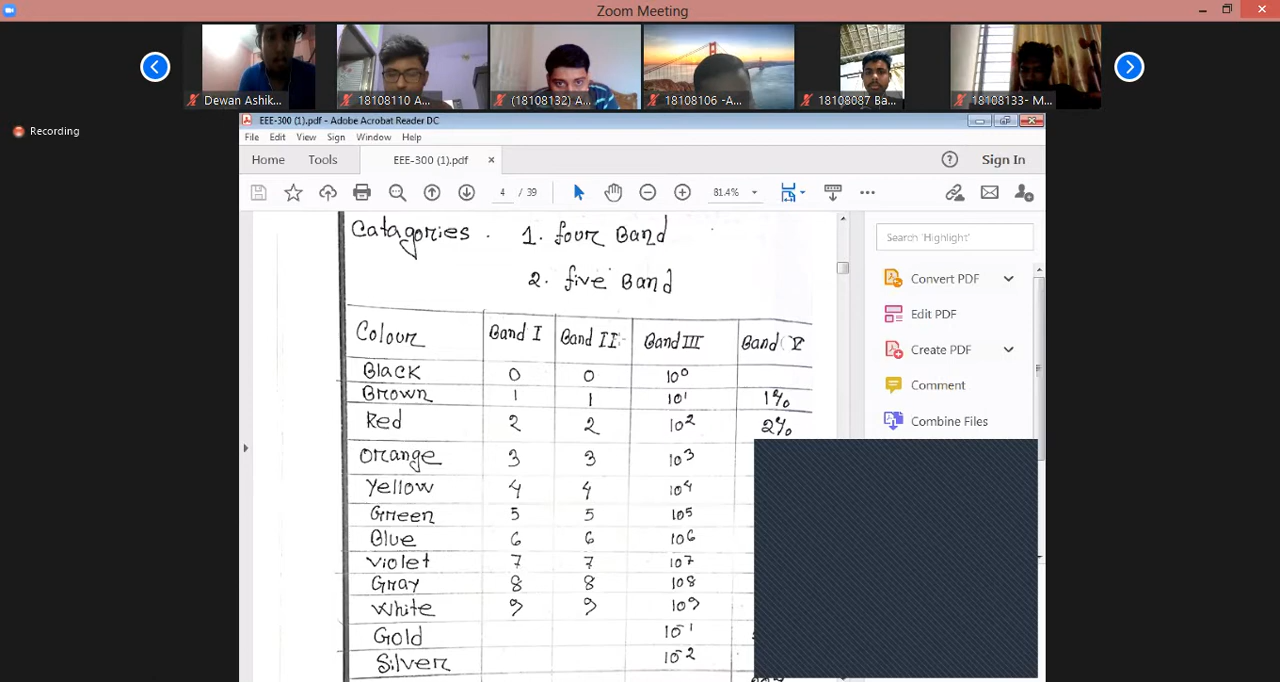 Zoom Meeting
Dewan Ashik...
18108110 A...
(18108132) A...
18108106 -A...
18108087 Ba...
18108133- M...
Recording
EEE-300 (1).pdf - Adobe Acrobat Reader DC
File Edit View Sign Window Help
Home Tools EEE-300 (1).pdf × Sign In
4 / 39 81.4%
Catagories . 1. four Band
2. five Band
Colour Band I Band II Band III Band V
Black 0 0 10⁰
Brown 1 1 10¹ 1%
Red 2 2 10² 2%
Orange 3 3 10³
Yellow 4 4 10⁴
Green 5 5 10⁵
Blue 6 6 10⁶
Violet 7 7 10⁷
Gray 8 8 10⁸
White 9 9 10⁹
Gold 10⁻¹
Silver 10⁻²
Search 'Highlight'
Convert PDF
Edit PDF
Create PDF
Comment
Combine Files